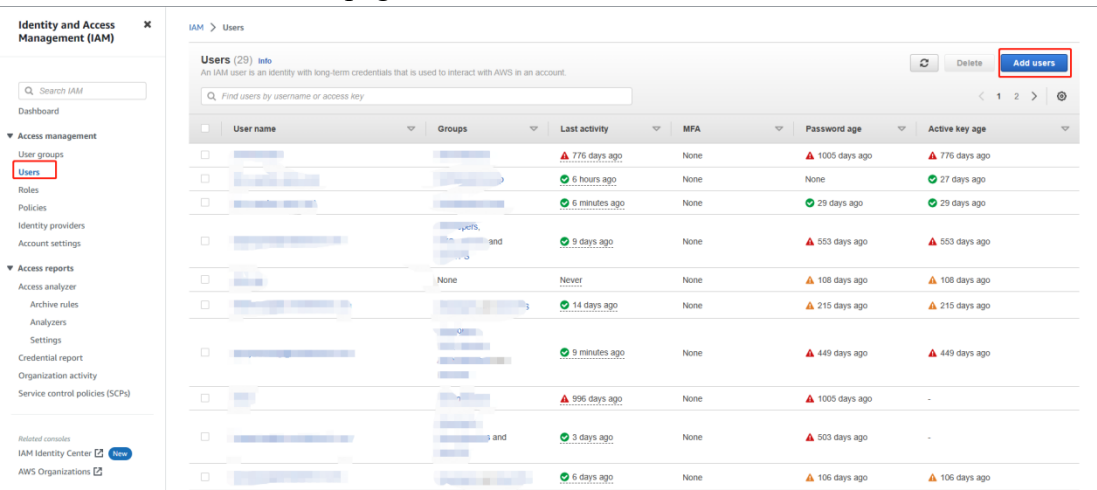 Identity and Access
Management (IAM)
Search IAM
Dashboard
Access management
User groups
Users
Roles
Policies
Identity providers
Account settings
Access reports
Access analyzer
Archive rules
Analyzers
Settings
Credential report
Organization activity
Service control policies (SCPs)
Related consoles
IAM Identity Center New
AWS Organizations
IAM > Users
Users (29) Info
An IAM user is an identity with long-term credentials that is used to interact with AWS in an account.
Delete Add users
Find users by username or access key
1 2
User name Groups Last activity MFA Password age Active key age
776 days ago None 1005 days ago 776 days ago
6 hours ago None None 27 days ago
6 minutes ago None 29 days ago 29 days ago
and 9 days ago None 553 days ago 553 days ago
None Never None 108 days ago 108 days ago
14 days ago None 215 days ago 215 days ago
9 minutes ago None 449 days ago 449 days ago
996 days ago None 1005 days ago -
and 3 days ago None 503 days ago -
6 days ago None 106 days ago 106 days ago